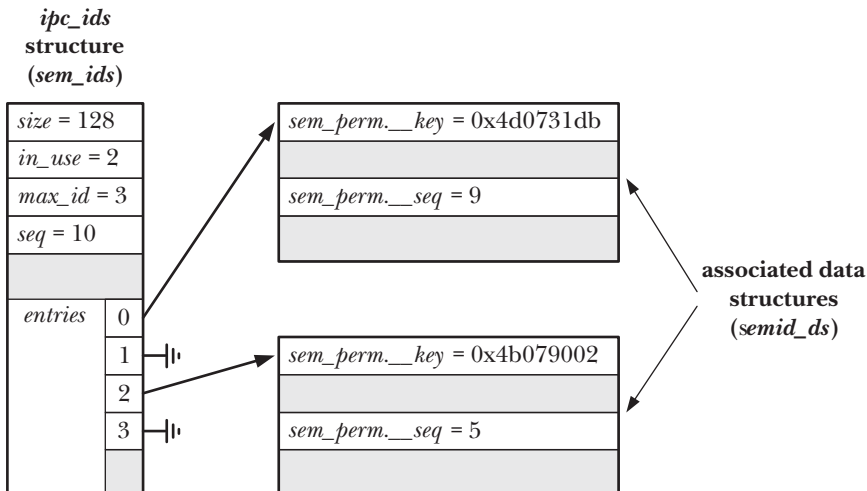 ipc_ids
structure
(sem_ids)
size = 128
in_use = 2
max_id = 3
seq = 10
entries
0
1
2
3
sem_perm.__key = 0x4d0731db
sem_perm.__seq = 9
sem_perm.__key = 0x4b079002
sem_perm.__seq = 5
associated data
structures
(semid_ds)